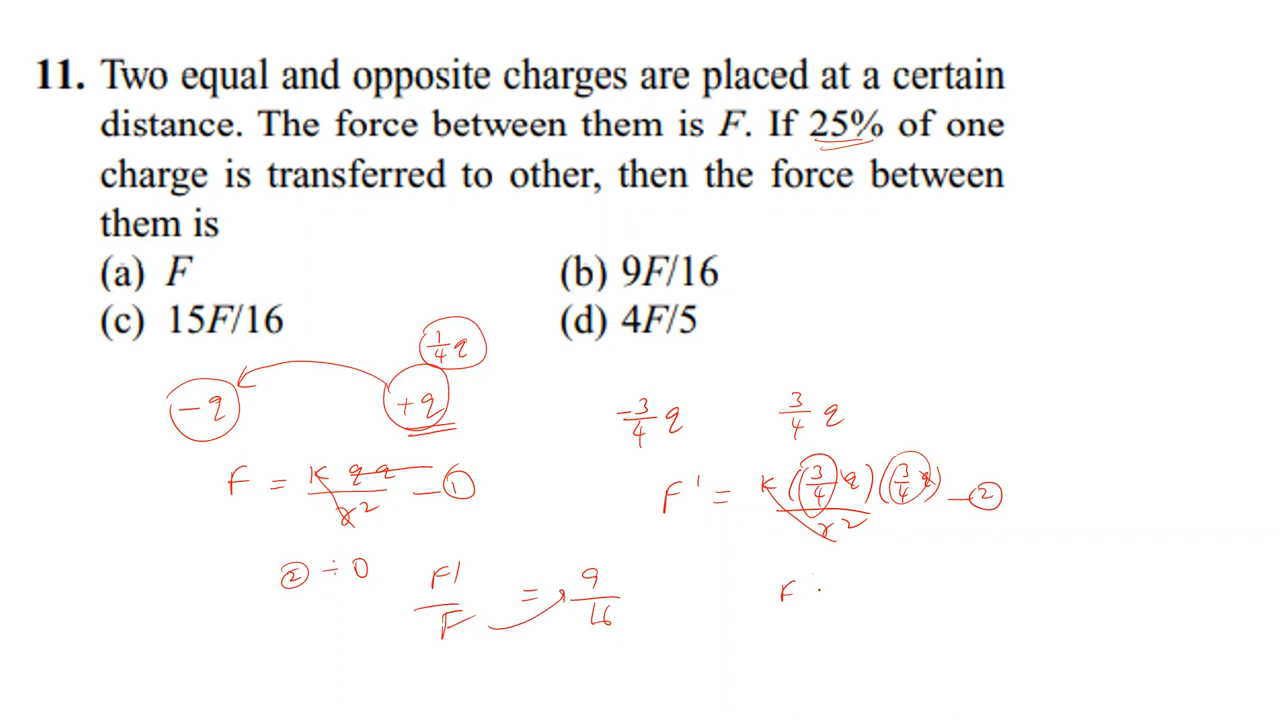 11. Two equal and opposite charges are placed at a certain
distance. The force between them is F. If 25% of one
charge is transferred to other, then the force between
them is
(a) F (b) 9F/16
(c) 15F/16 (d) 4F/5
1/4 q
-q +q -3/4 q 3/4 q
F = K q q / r² — ① F' = K (3/4 q) (3/4 q) / r² — ②
② ÷ 0 F' / F = 9 / 16 F